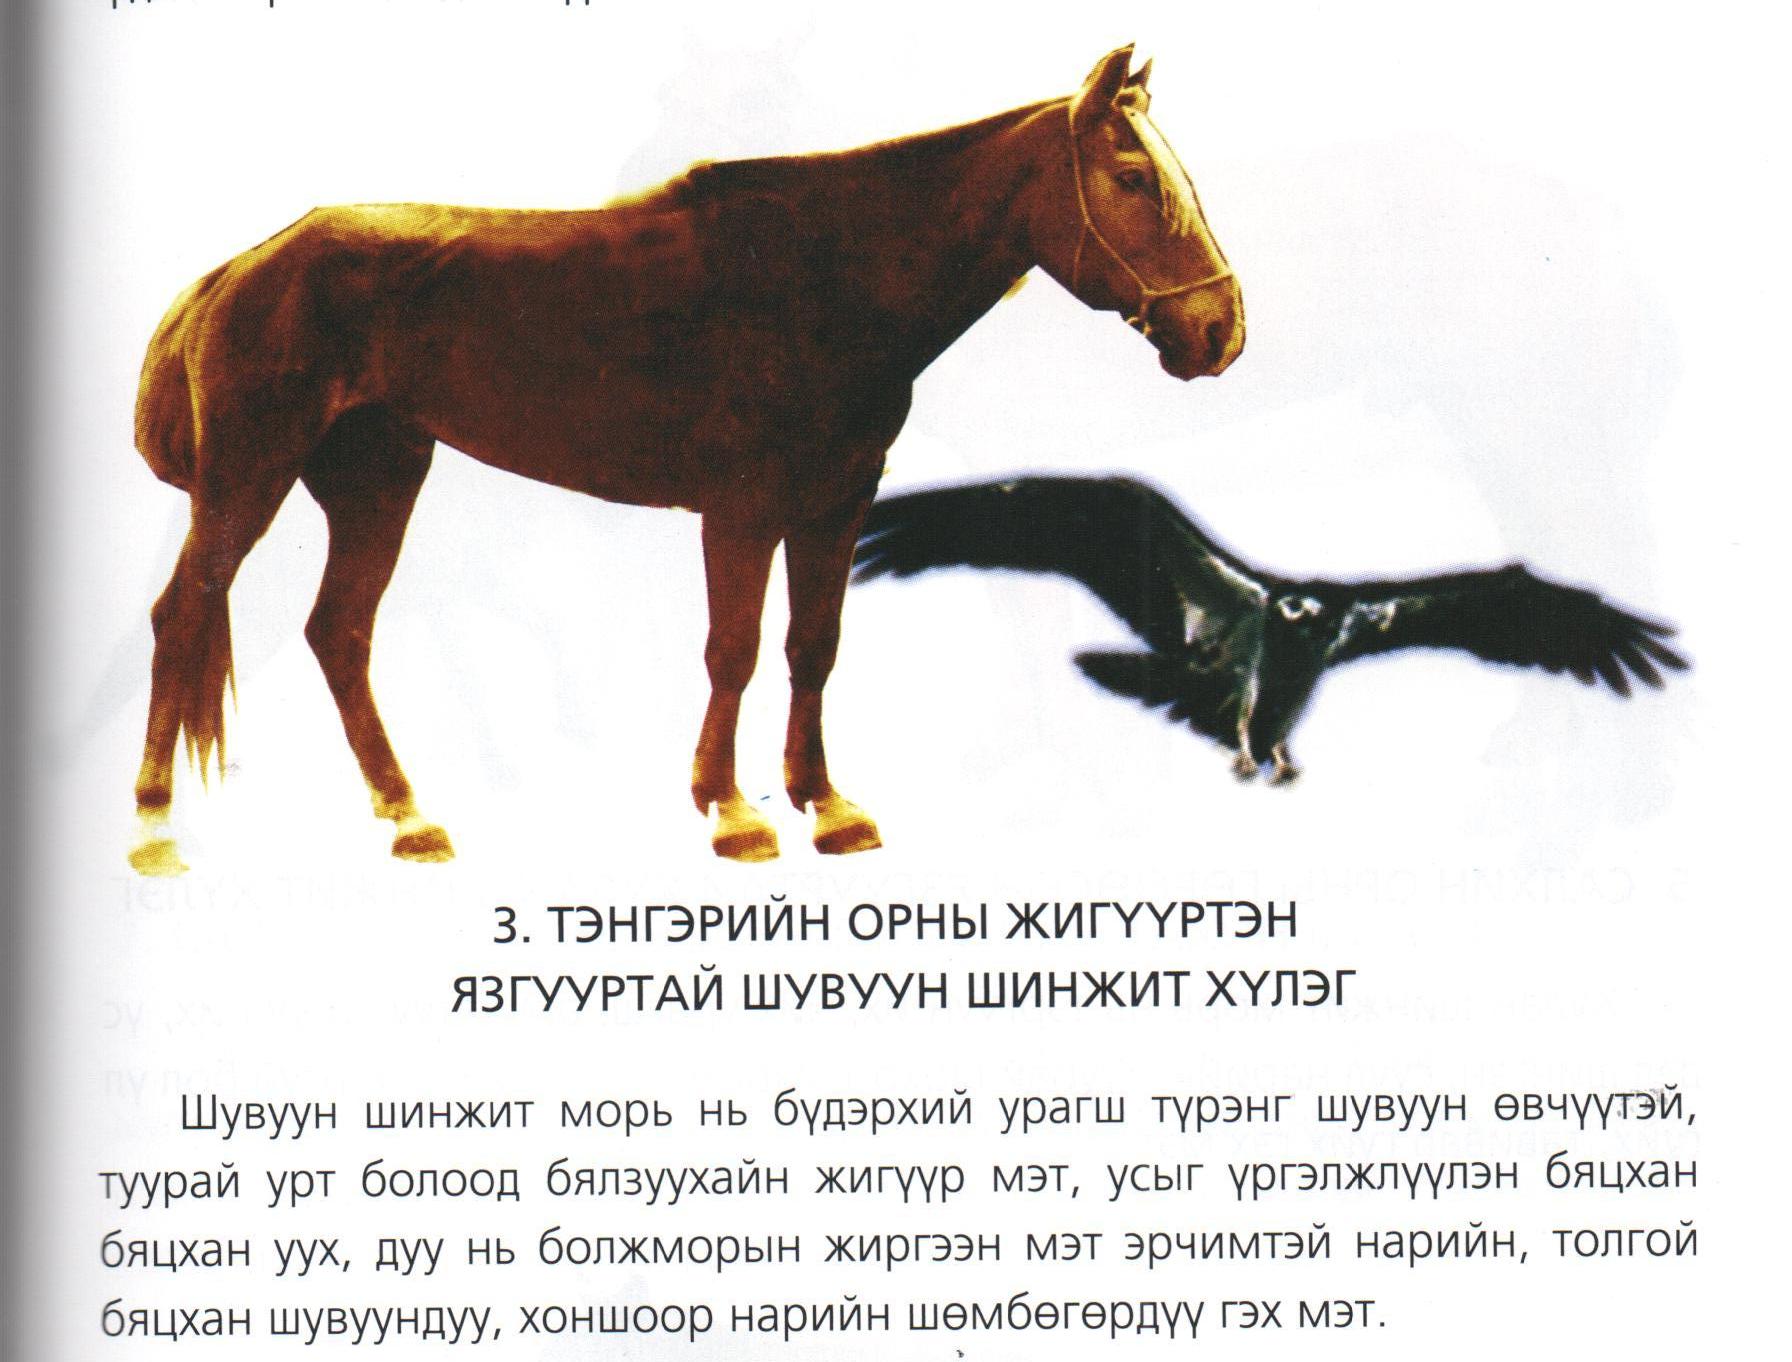 3. ТЭНГЭРИЙН ОРНЫ ЖИГҮҮРТЭН
ЯЗГУУРТАЙ ШУВУУН ШИНЖИТ ХҮЛЭГ
Шувуун шинжит морь нь бүдэрхий урагш түрэнг шувуун өвчүүтэй,
туурай урт болоод бялзуухайн жигүүр мэт, усыг үргэлжлүүлэн бяцхан
бяцхан уух, дуу нь болжморын жиргээн мэт эрчимтэй нарийн, толгой
бяцхан шувуундуу, хоншоор нарийн шөмбөгөрдүү гэх мэт.